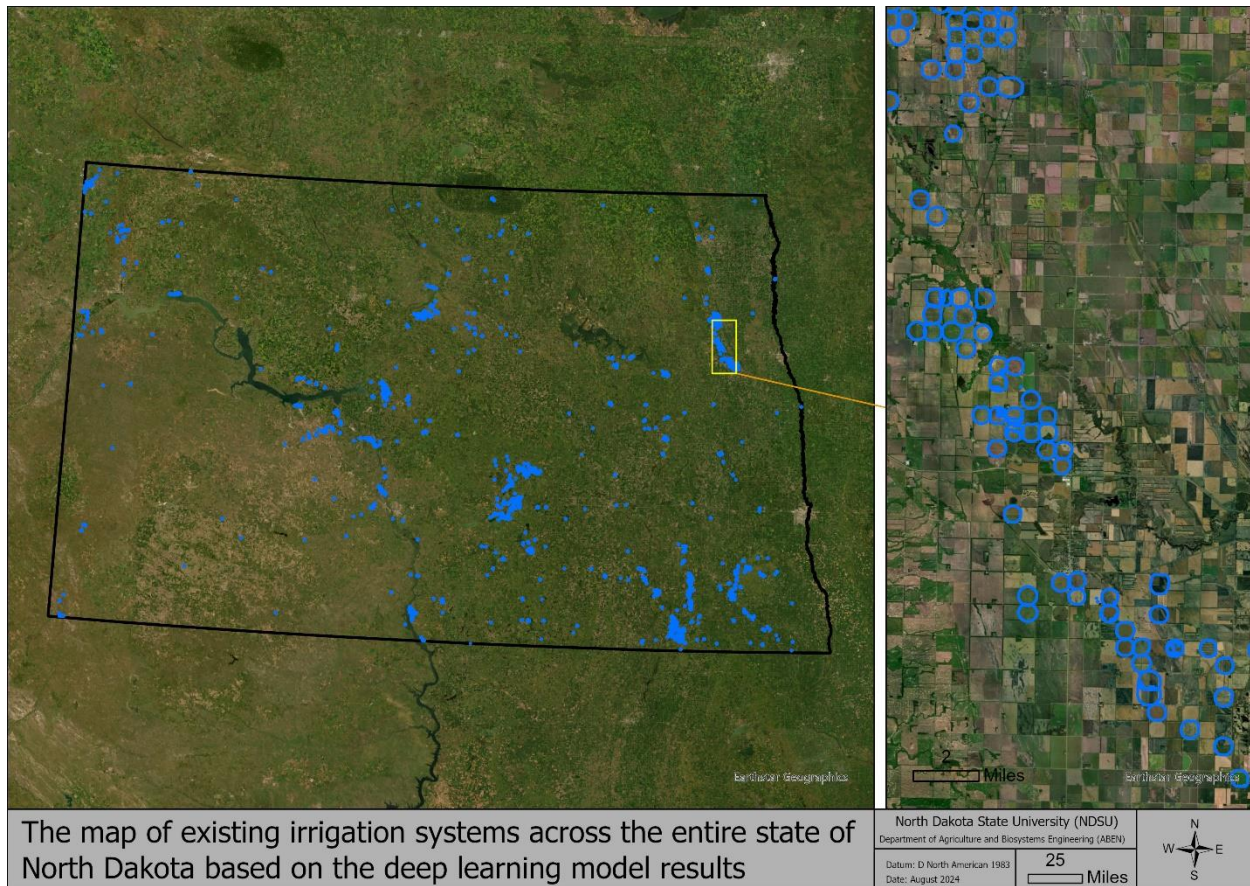 Earthstar Geographics
2
Miles
Earthstar Geographics
The map of existing irrigation systems across the entire state of
North Dakota based on the deep learning model results
North Dakota State University (NDSU)
Department of Agriculture and Biosystems Engineering (ABEN)
Datum: D North American 1983
Date: August 2024
25
Miles
N
W E
S